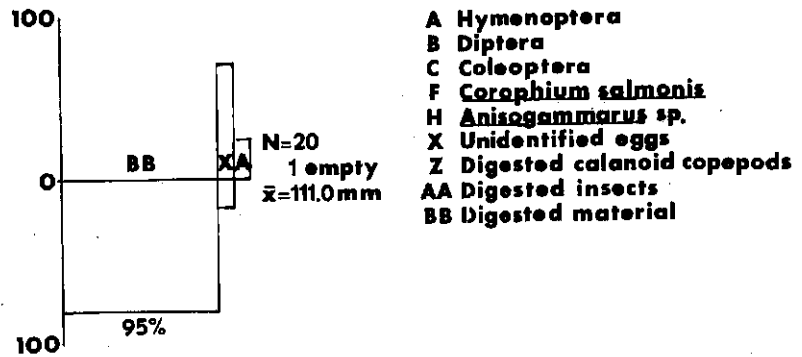 100
0
100
BB
X
A
95%
N=20
1 empty
x̄=111.0mm
A Hymenoptera
B Diptera
C Coleoptera
F Corophium salmonis
H Anisogammarus sp.
X Unidentified eggs
Z Digested calanoid copepods
AA Digested insects
BB Digested material